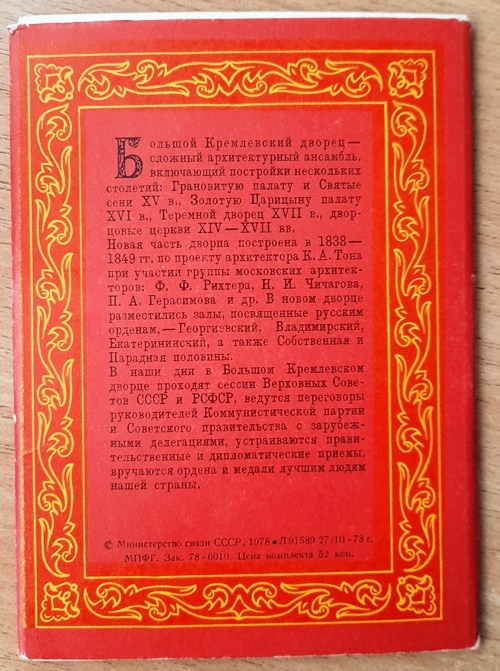 Большой Кремлевский дворец —
сложный архитектурный ансамбль,
включающий постройки нескольких
столетий: Грановитую палату и Святые
сени XV в., Золотую Царицыну палату
XVI в., Теремной дворец XVII в., двор-
цовые церкви XIV—XVII вв.
Новая часть дворца построена в 1838—
1849 гг. по проекту архитектора К. А. Тона
при участии группы московских архитек-
торов: Ф. Ф. Рихтера, Н. И. Чичагова,
П. А. Герасимова и др. В новом дворце
разместились залы, посвященные русским
орденам, — Георгиевский, Владимирский,
Екатерининский, а также Собственная и
Парадная половины.
В наши дни в Большом Кремлевском
дворце проходят сессии Верховных Сове-
тов СССР и РСФСР, ведутся переговоры
руководителей Коммунистической партии
и Советского правительства с зарубеж-
ными делегациями, устраиваются прави-
тельственные и дипломатические приемы,
вручаются ордена и медали лучшим людям
нашей страны.
© Министерство связи СССР, 1978 • Л 91589 27/III-78 г.
МПФГ. Зак. 78-6010. Цена комплекта 52 коп.